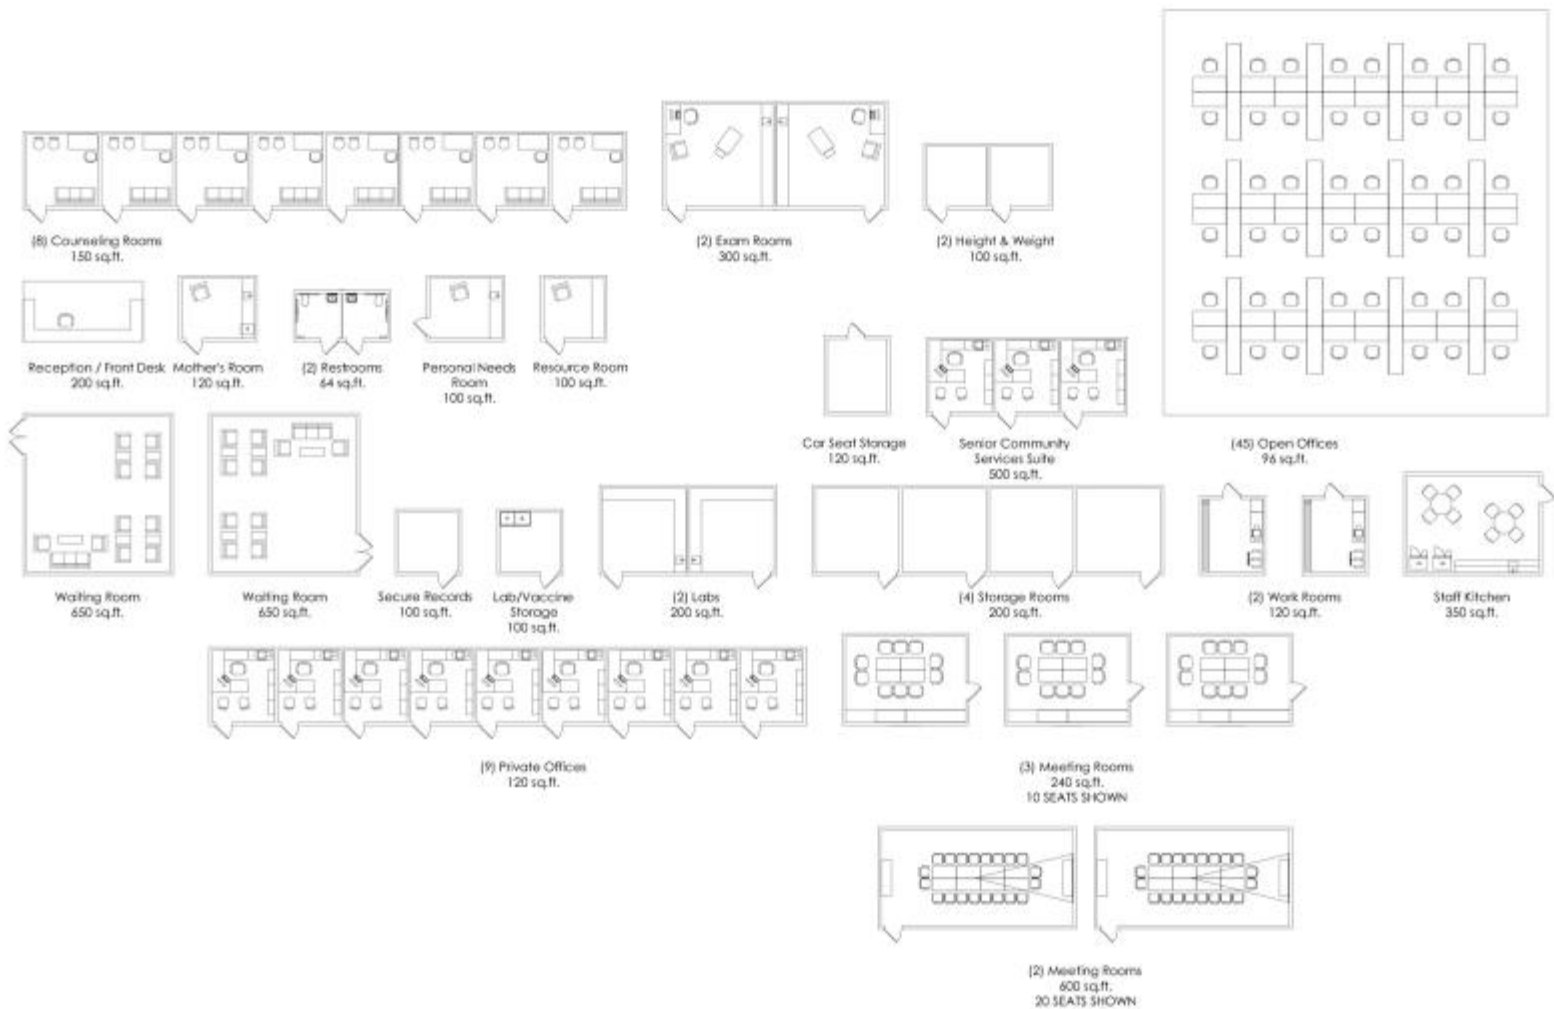 (8) Counseling Rooms
150 sq.ft.
(2) Exam Rooms
300 sq.ft.
(2) Height & Weight
100 sq.ft.
Reception / Front Desk
200 sq.ft.
Mother's Room
120 sq.ft.
(2) Restrooms
64 sq.ft.
Personal Needs
Room
100 sq.ft.
Resource Room
100 sq.ft.
Car Seat Storage
120 sq.ft.
Senior Community
Services Suite
500 sq.ft.
(45) Open Offices
96 sq.ft.
Waiting Room
650 sq.ft.
Waiting Room
650 sq.ft.
Secure Records
100 sq.ft.
Lab/Vaccine
Storage
100 sq.ft.
(2) Labs
200 sq.ft.
(4) Storage Rooms
200 sq.ft.
(2) Work Rooms
120 sq.ft.
Staff Kitchen
350 sq.ft.
(9) Private Offices
120 sq.ft.
(3) Meeting Rooms
240 sq.ft.
10 SEATS SHOWN
(2) Meeting Rooms
600 sq.ft.
20 SEATS SHOWN